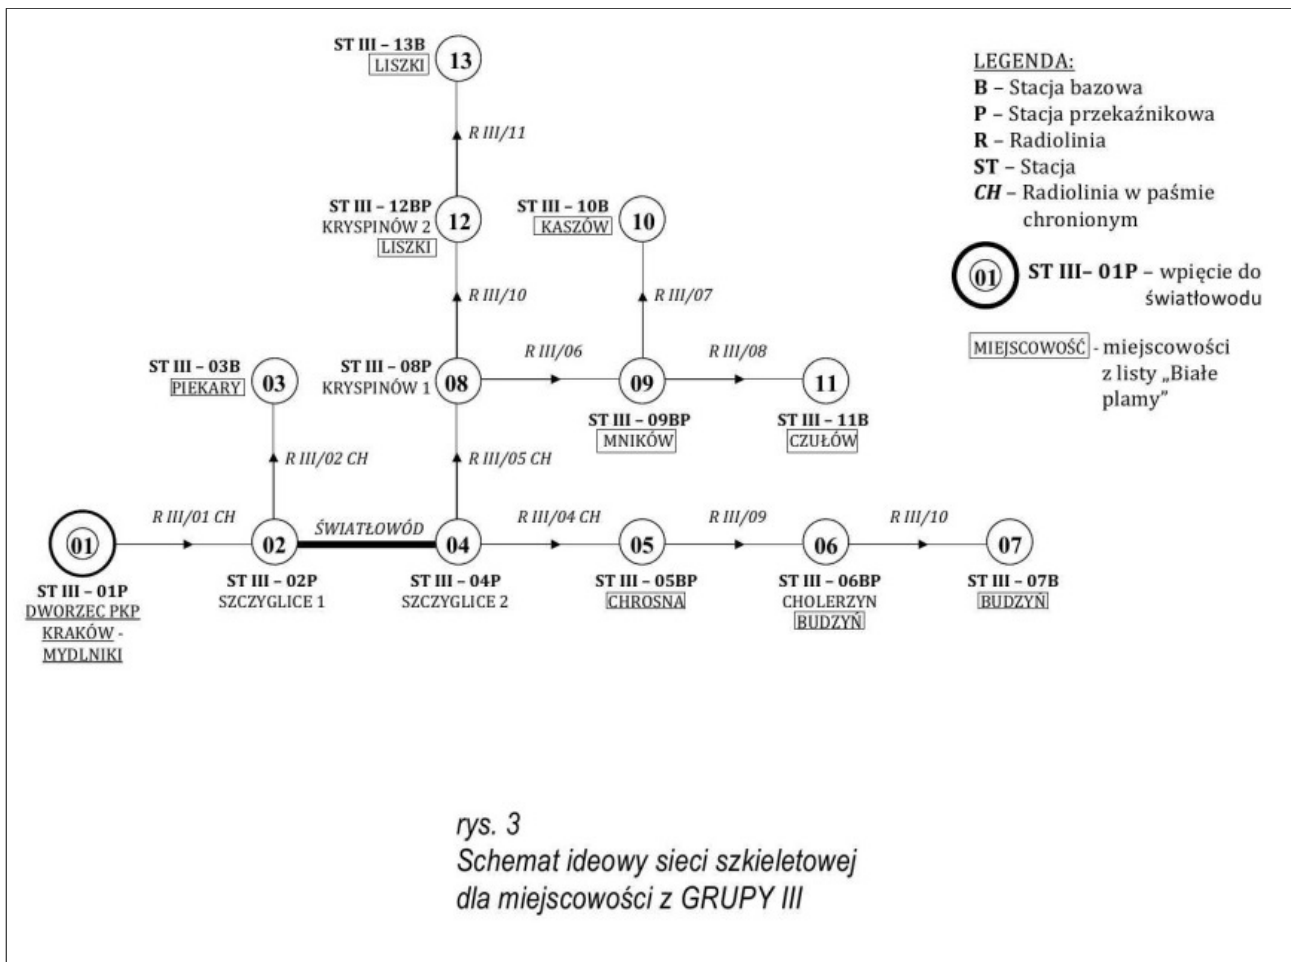 ST III – 13B
LISZKI
13
R III/11
ST III – 12BP
KRYSPINÓW 2
LISZKI
12
ST III – 10B
KASZÓW
10
R III/10
R III/07
ST III – 03B
PIEKARY
03
ST III – 08P
KRYSPINÓW 1
08
R III/06
09
R III/08
11
ST III – 09BP
MNIKÓW
ST III – 11B
CZUŁÓW
R III/02 CH
R III/05 CH
01
R III/01 CH
02
ŚWIATŁOWÓD
04
R III/04 CH
05
R III/09
06
R III/10
07
ST III – 01P
DWORZEC PKP
KRAKÓW -
MYDLNIKI
ST III – 02P
SZCZYGLICE 1
ST III – 04P
SZCZYGLICE 2
ST III – 05BP
CHROSNA
ST III – 06BP
CHOLERZYN
BUDZYŃ
ST III – 07B
BUDZYŃ
LEGENDA:
B – Stacja bazowa
P – Stacja przekaźnikowa
R – Radiolinia
ST – Stacja
CH – Radiolinia w paśmie
chronionym
01
ST III– 01P – wpięcie do
światłowodu
MIEJSCOWOŚĆ - miejscowości
z listy „Białe
plamy”
rys. 3
Schemat ideowy sieci szkieletowej
dla miejscowości z GRUPY III